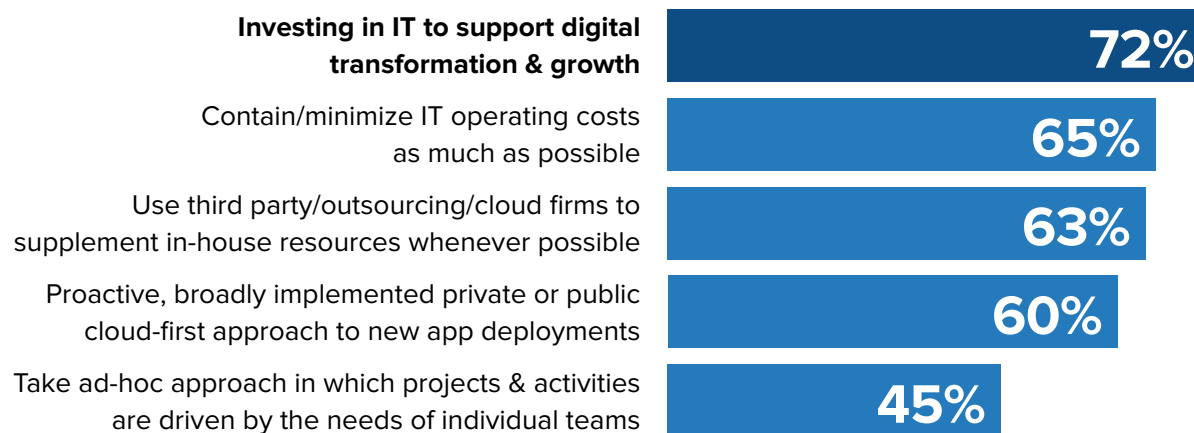 Investing in IT to support digital
transformation & growth
72%
Contain/minimize IT operating costs
as much as possible
65%
Use third party/outsourcing/cloud firms to
supplement in-house resources whenever possible
63%
Proactive, broadly implemented private or public
cloud-first approach to new app deployments
60%
Take ad-hoc approach in which projects & activities
are driven by the needs of individual teams
45%